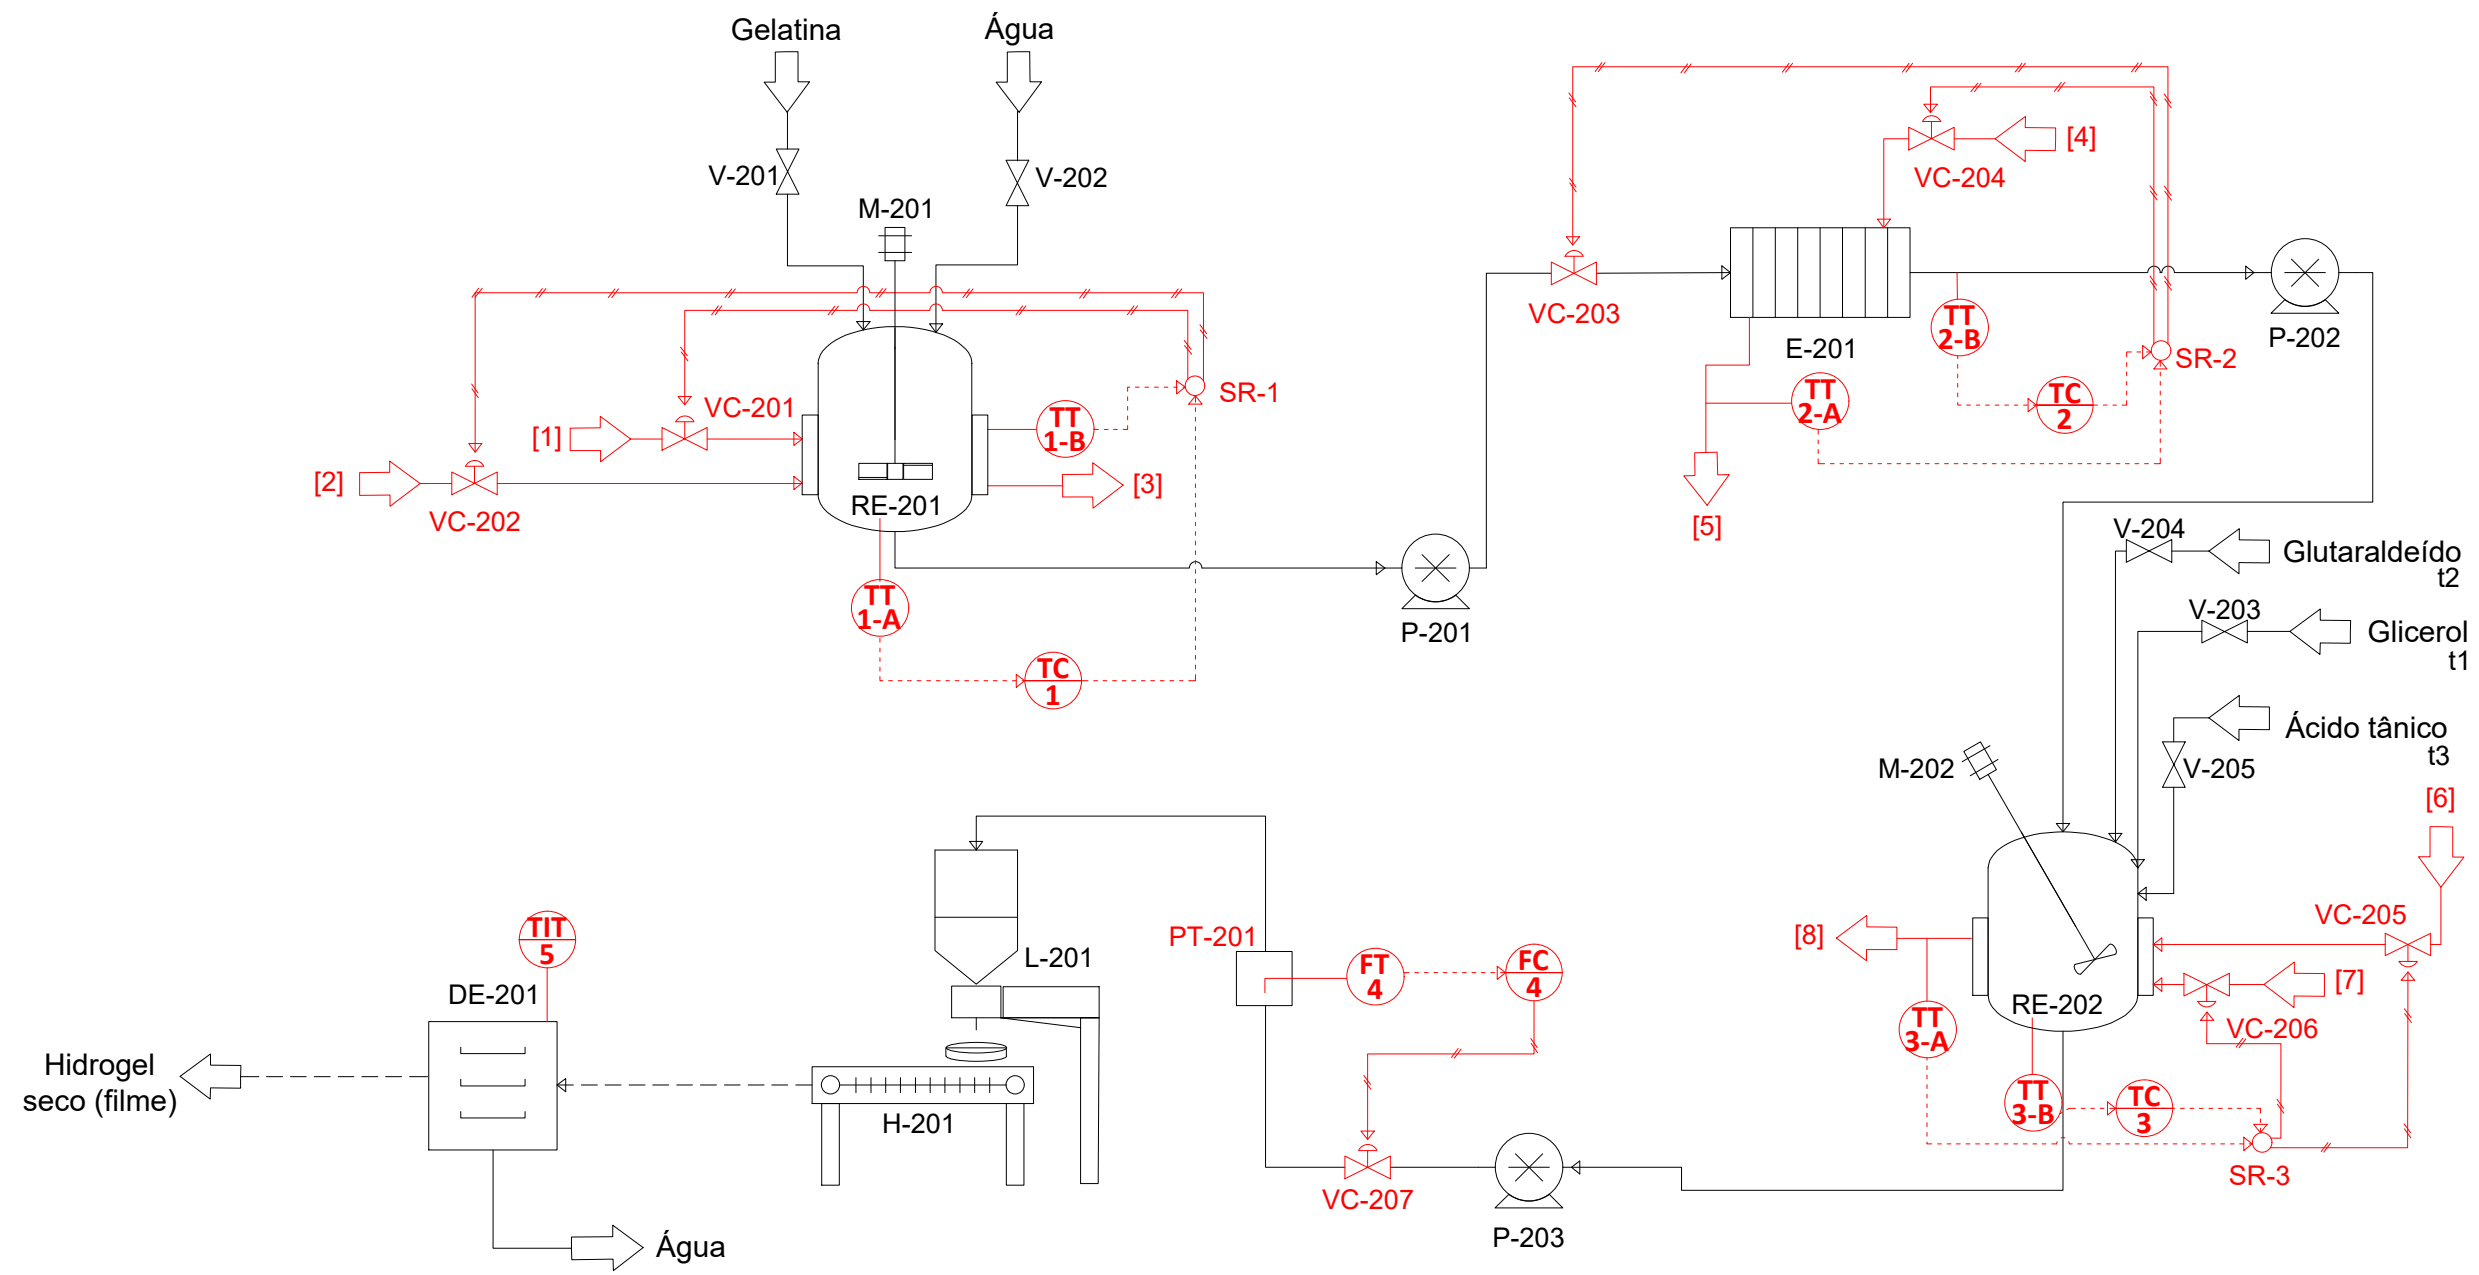 Gelatina
Água
V-201
V-202
M-201
VC-201
[1]
[2]
VC-202
RE-201
TT
1-B
[3]
SR-1
TT
1-A
TC
1
P-201
VC-203
[4]
VC-204
E-201
TT
2-B
TT
2-A
TC
2
SR-2
[5]
P-202
V-204
Glutaraldeído
t2
V-203
Glicerol
t1
Ácido tânico
t3
V-205
M-202
[6]
VC-205
[7]
VC-206
[8]
RE-202
TT
3-A
TT
3-B
TC
3
SR-3
P-203
VC-207
PT-201
FT
4
FC
4
L-201
H-201
TIT
5
DE-201
Hidrogel
seco (filme)
Água